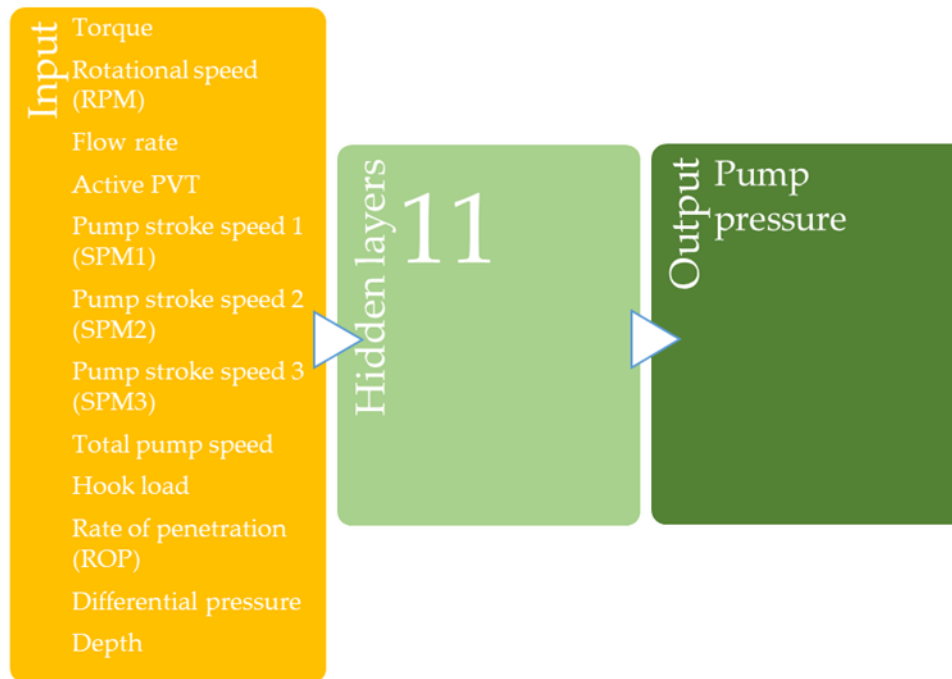 Input
Torque
Rotational speed
(RPM)
Flow rate
Active PVT
Pump stroke speed 1
(SPM1)
Pump stroke speed 2
(SPM2)
Pump stroke speed 3
(SPM3)
Total pump speed
Hook load
Rate of penetration
(ROP)
Differential pressure
Depth
Hidden layers
11
Output
Pump
pressure